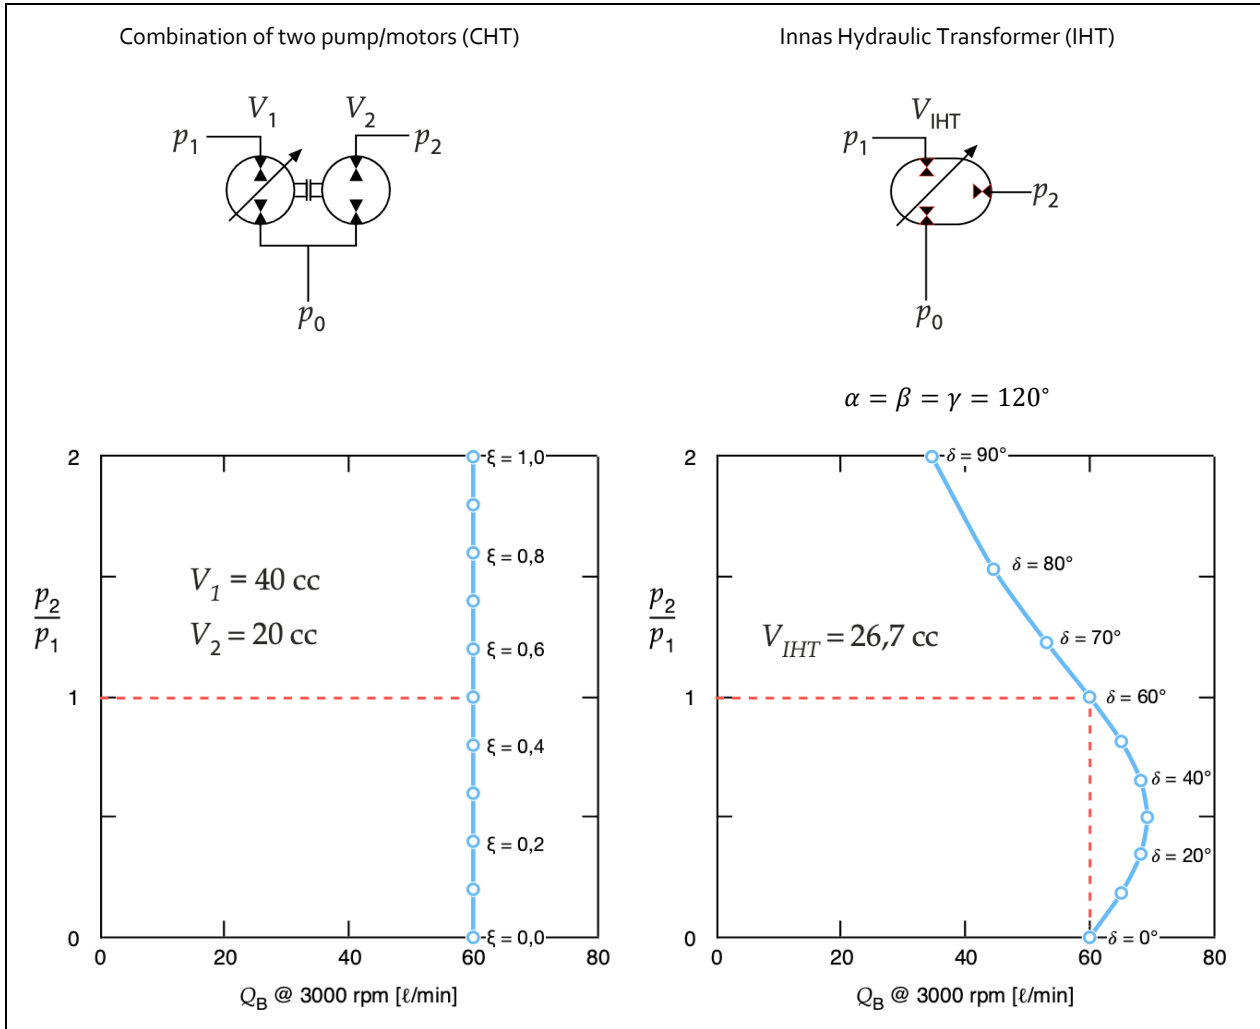 Combination of two pump/motors (CHT)
V1 V2
p1 p2
p0
Innas Hydraulic Transformer (IHT)
VIHT
p1
p2
p0
α = β = γ = 120°
2
1
0
p2
p1
V1 = 40 cc
V2 = 20 cc
ξ = 1,0
ξ = 0,8
ξ = 0,6
ξ = 0,4
ξ = 0,2
ξ = 0,0
0 20 40 60 80
QB @ 3000 rpm [ℓ/min]
2
1
0
p2
p1
VIHT = 26,7 cc
δ = 90°
δ = 80°
δ = 70°
δ = 60°
δ = 40°
δ = 20°
δ = 0°
0 20 40 60 80
QB @ 3000 rpm [ℓ/min]